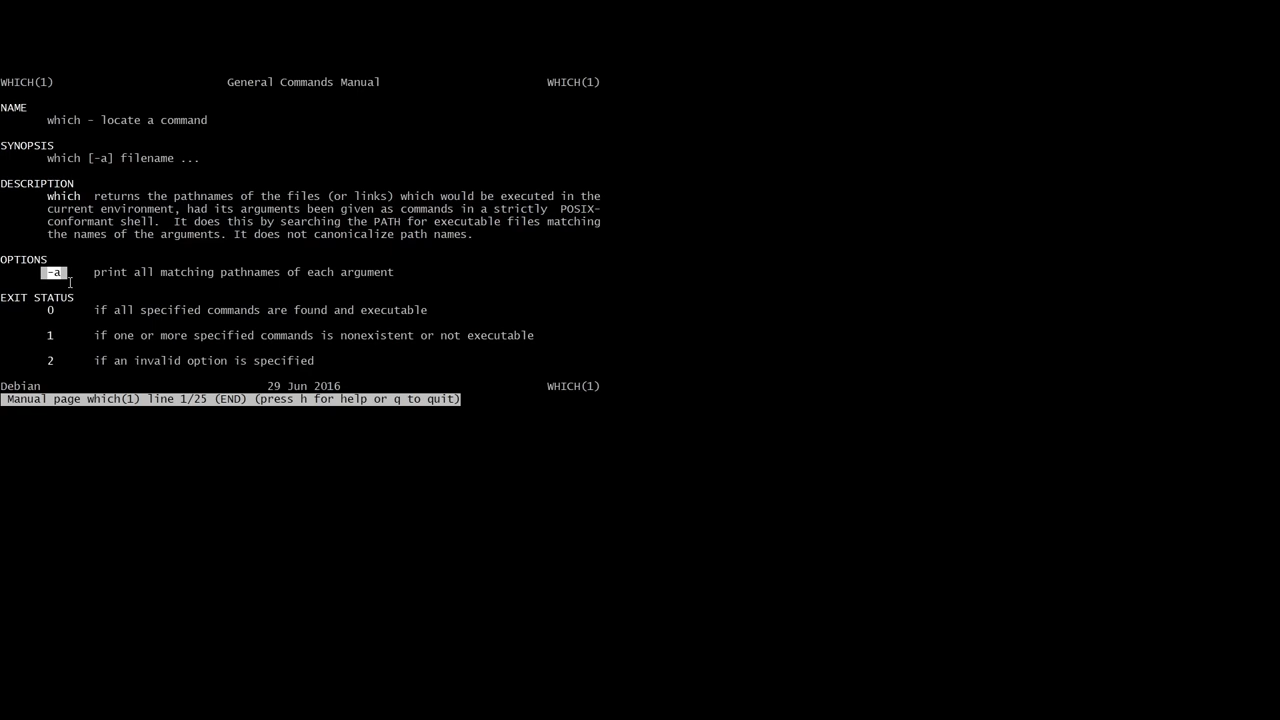 WHICH(1) General Commands Manual WHICH(1)
NAME
which - locate a command
SYNOPSIS
which [-a] filename ...
DESCRIPTION
which returns the pathnames of the files (or links) which would be executed in the
current environment, had its arguments been given as commands in a strictly POSIX-
conformant shell. It does this by searching the PATH for executable files matching
the names of the arguments. It does not canonicalize path names.
OPTIONS
-a print all matching pathnames of each argument
EXIT STATUS
0 if all specified commands are found and executable
1 if one or more specified commands is nonexistent or not executable
2 if an invalid option is specified
Debian 29 Jun 2016 WHICH(1)
Manual page which(1) line 1/25 (END) (press h for help or q to quit)